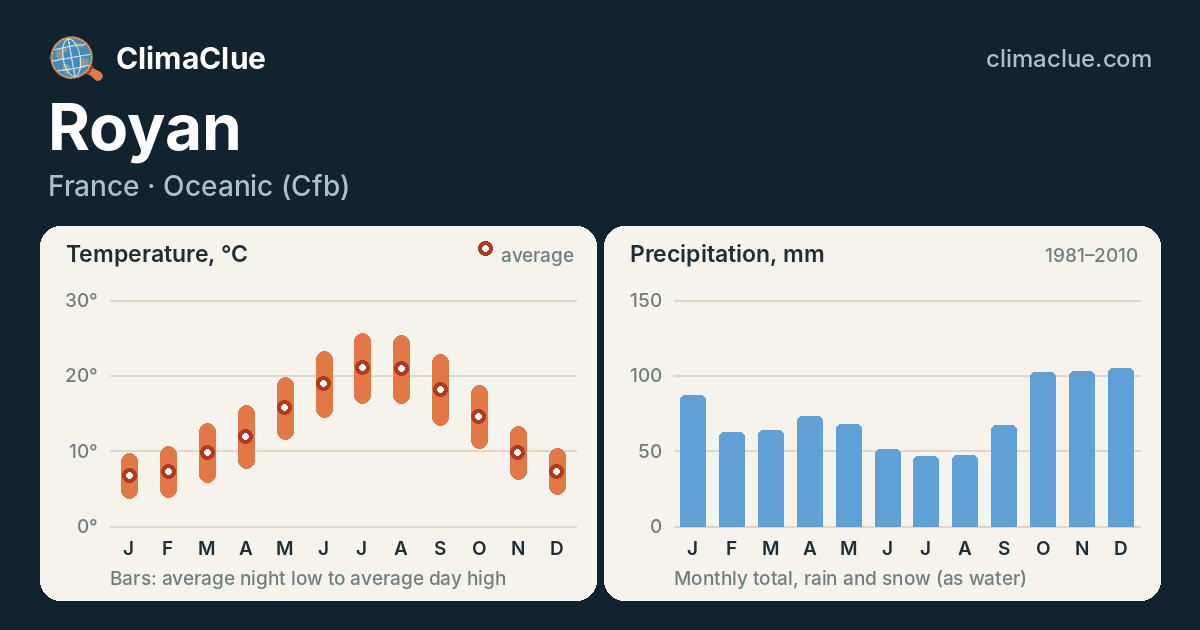 ClimaClue
climaclue.com
Royan
France · Oceanic (Cfb)
Temperature, °C
average
30°
20°
10°
0°
J F M A M J J A S O N D
Bars: average night low to average day high
Precipitation, mm
1981–2010
150
100
50
0
J F M A M J J A S O N D
Monthly total, rain and snow (as water)